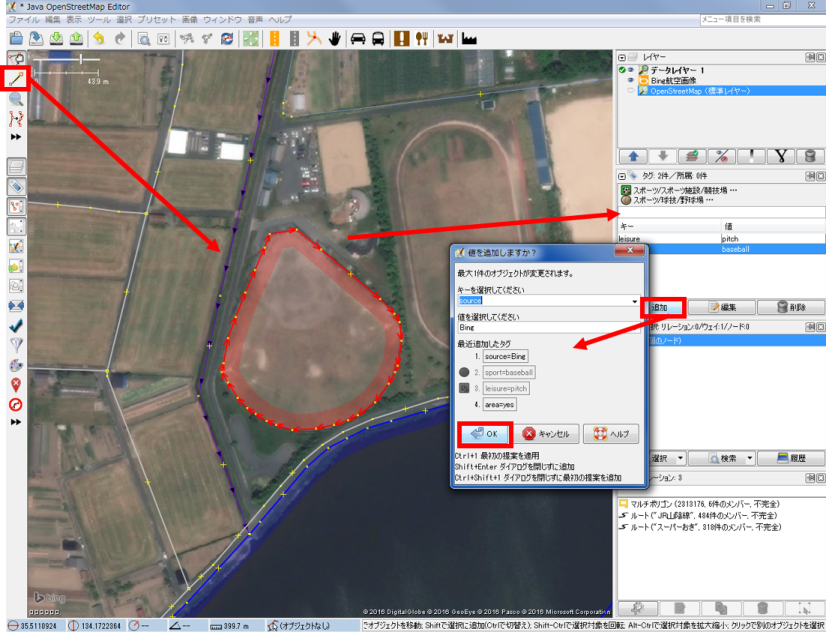 * Java OpenStreetMap Editor
ファイル 編集 表示 ツール 選択 プリセット 画像 ウィンドウ 音声 ヘルプ
メニュー項目を検索
43.9 m
レイヤー
データレイヤー 1
Bing航空画像
OpenStreetMap (標準レイヤー)
タグ: 2件／所属: 0件
スポーツ/スポーツ施設/競技場 …
スポーツ/球技/野球場 …
キー 値
leisure pitch
baseball
追加 編集 削除
択: リレーション:0/ウェイ:1/ノード:0
のノード)
選択 検索 履歴
ーション: 3
マルチポリゴン (2313176, 6件のメンバー, 不完全)
ルート ("JR山陰線", 484件のメンバー, 不完全)
ルート ("スーパーおき", 318件のメンバー, 不完全)
値を追加しますか？
最大1件のオブジェクトが変更されます。
キーを選択してください
source
値を選択してください
Bing
最近追加したタグ
1. source=Bing
2. sport=baseball
3. leisure=pitch
4. area=yes
OK キャンセル ヘルプ
Ctrl+1 最初の提案を適用
Shift+Enter ダイアログを閉じずに追加
Ctrl+Shift+1 ダイアログを閉じずに最初の提案を追加
bing
© 2016 DigitalGlobe © 2016 GeoEye © 2016 Pasco © 2016 Microsoft Corporation
35.5118924 134.1722364 -- -- 399.7 m (オブジェクトなし)
でオブジェクトを移動; Shiftで選択に追加(Ctrlで切替え); Shift-Ctrlで選択対象を回転; Alt-Ctrlで選択対象を拡大縮小; クリックで別のオブジェクトを選択